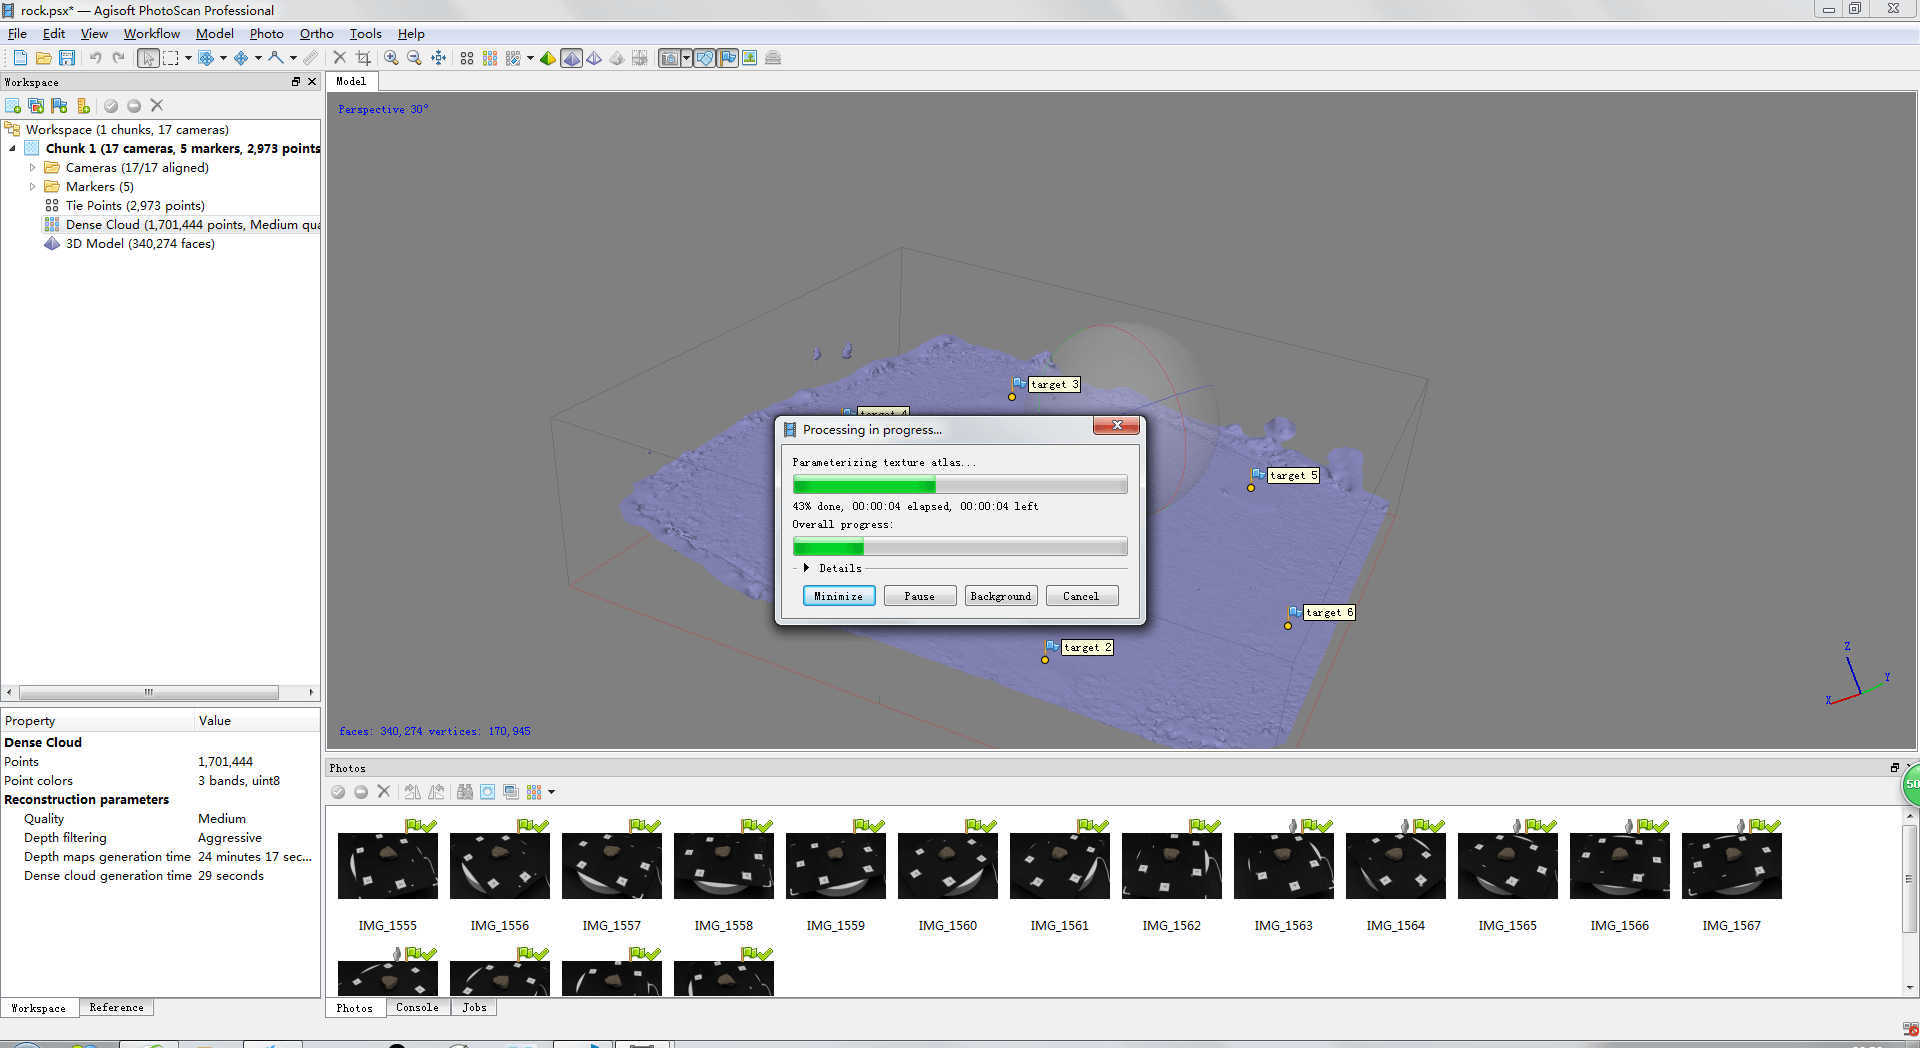 rock.psx* — Agisoft PhotoScan Professional
File Edit View Workflow Model Photo Ortho Tools Help
Workspace
Model
Perspective 30°
Workspace (1 chunks, 17 cameras)
Chunk 1 (17 cameras, 5 markers, 2,973 points
Cameras (17/17 aligned)
Markers (5)
Tie Points (2,973 points)
Dense Cloud (1,701,444 points, Medium qua
3D Model (340,274 faces)
target 3
target 4
target 5
target 6
target 2
Processing in progress...
Parameterizing texture atlas...
43% done, 00:00:04 elapsed, 00:00:04 left
Overall progress:
Details
Minimize Pause Background Cancel
Z
Y
X
faces: 340,274 vertices: 170,945
Property Value
Dense Cloud
Points 1,701,444
Point colors 3 bands, uint8
Reconstruction parameters
Quality Medium
Depth filtering Aggressive
Depth maps generation time 24 minutes 17 sec...
Dense cloud generation time 29 seconds
Workspace Reference
Photos
50
IMG_1555 IMG_1556 IMG_1557 IMG_1558 IMG_1559 IMG_1560 IMG_1561 IMG_1562 IMG_1563 IMG_1564 IMG_1565 IMG_1566 IMG_1567
Photos Console Jobs